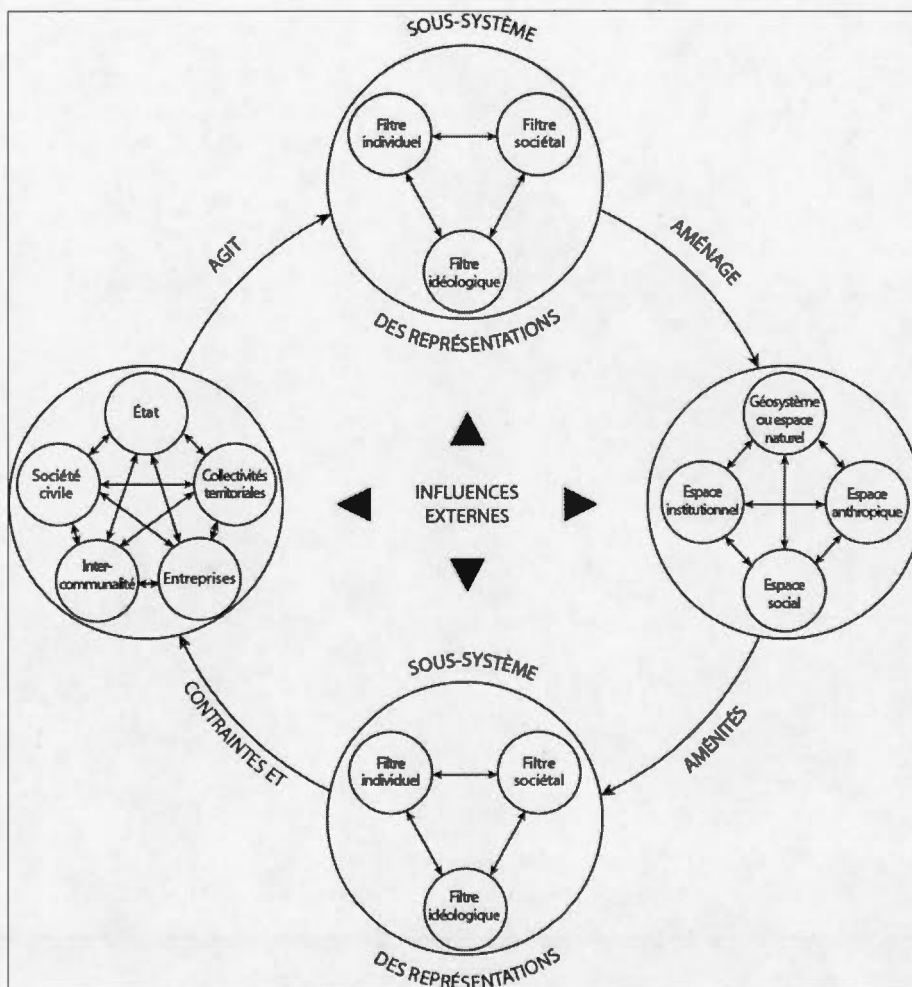 SOUS-SYSTÈME
Filtre
individuel
Filtre
sociétal
Filtre
idéologique
DES REPRÉSENTATIONS
AGIT
AMÉNAGE
État
Société
civile
Collectivités
territoriales
Inter-
communalité
Entreprises
INFLUENCES
EXTERNES
Géosystème
ou espace
naturel
Espace
institutionnel
Espace
anthropique
Espace
social
CONTRAINTES ET
AMÉNITÉS
SOUS-SYSTÈME
Filtre
individuel
Filtre
sociétal
Filtre
idéologique
DES REPRÉSENTATIONS